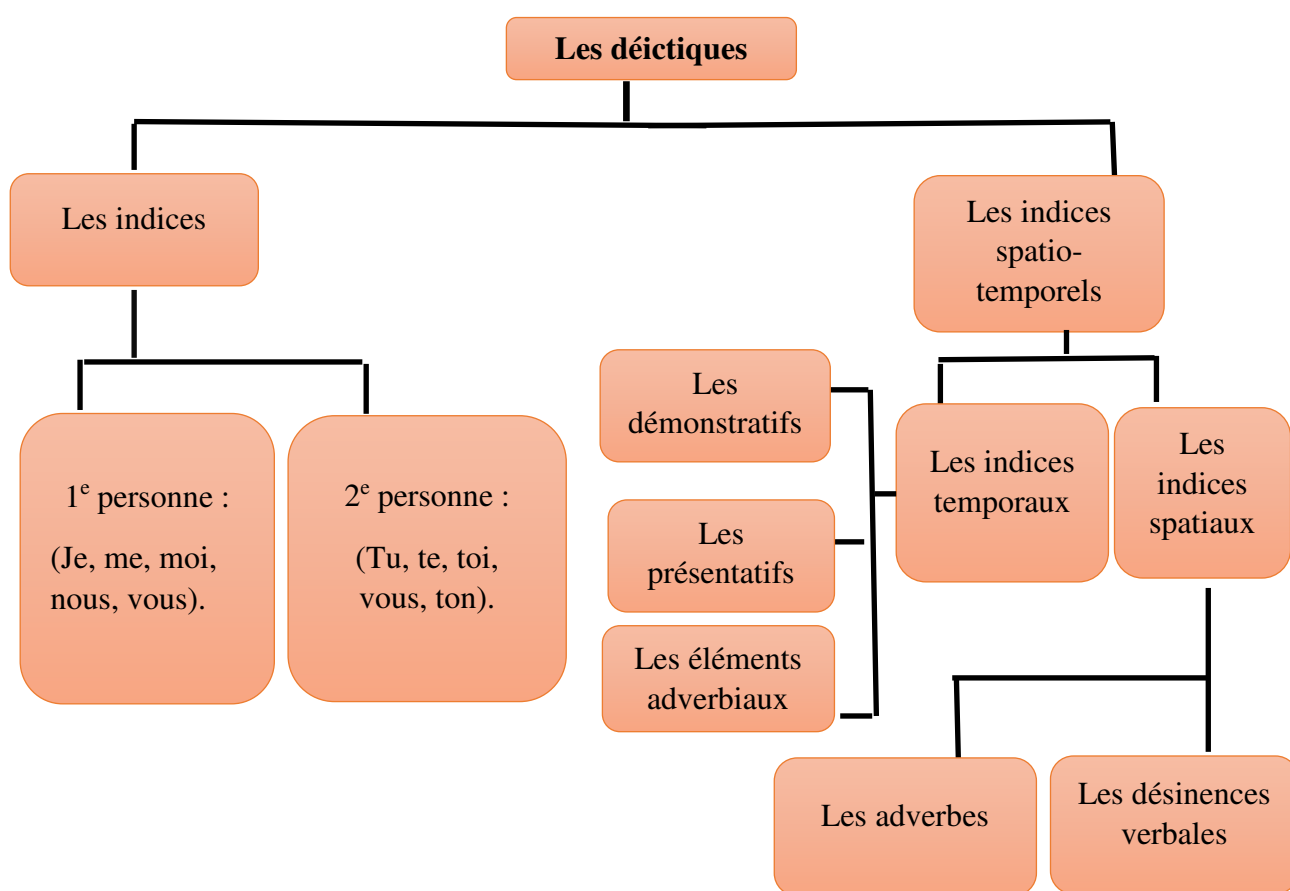 Les déictiques
Les indices
Les indices
spatio-
temporels
Les
démonstratifs
Les indices
temporaux
Les
indices
spatiaux
1e personne :
(Je, me, moi,
nous, vous).
2e personne :
(Tu, te, toi,
vous, ton).
Les
présentatifs
Les éléments
adverbiaux
Les adverbes
Les désinences
verbales